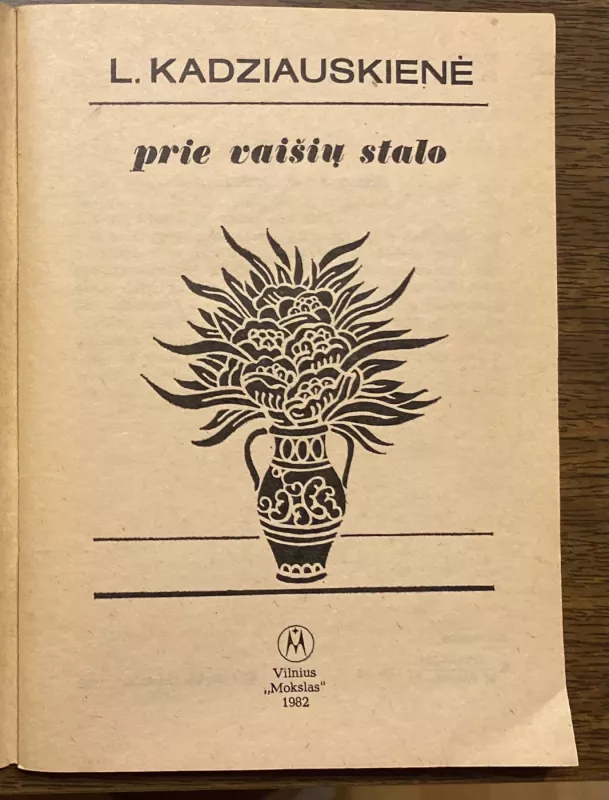 L. KADZIAUSKIENĖ
prie vaišių stalo
M
Vilnius
„Mokslas“
1982